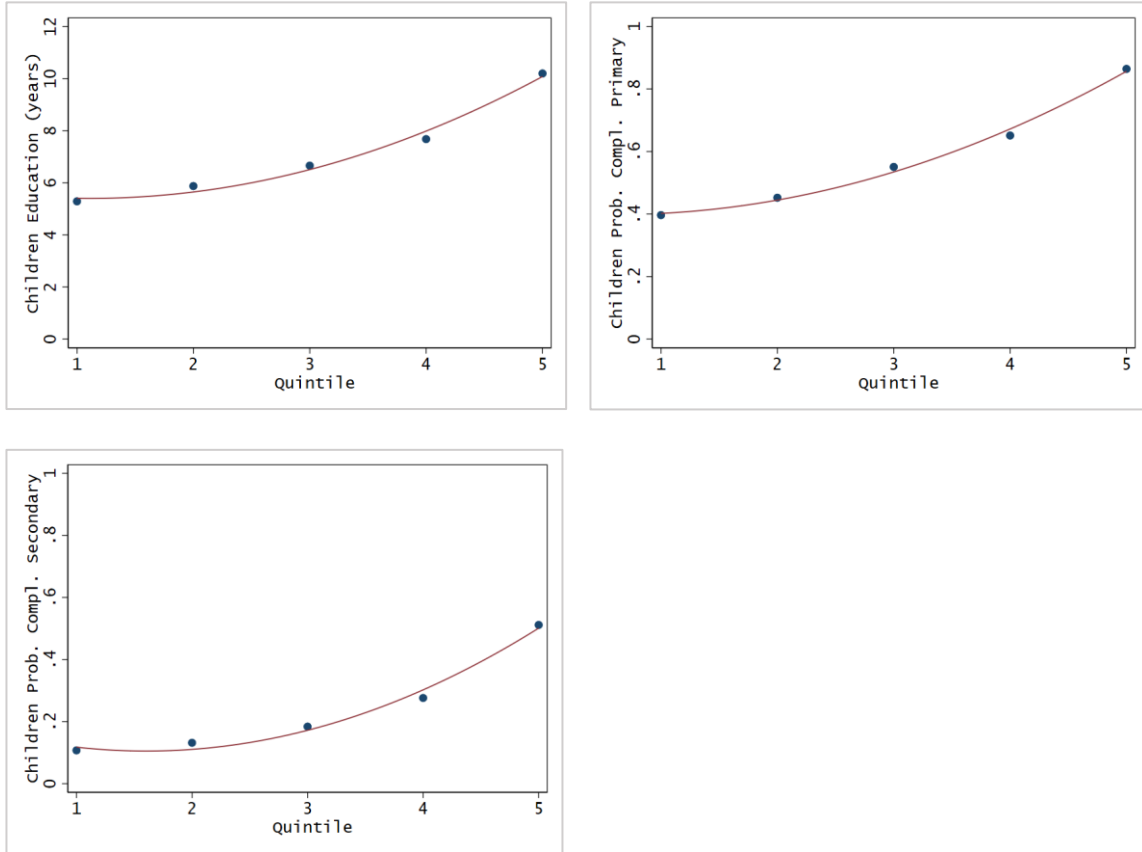 Children Education (years)
12
10
8
6
4
2
0
1 2 3 4 5
Quintile
Children Prob. Compl. Primary
1
.8
.6
.4
.2
0
1 2 3 4 5
Quintile
Children Prob. Compl. Secondary
1
.8
.6
.4
.2
0
1 2 3 4 5
Quintile